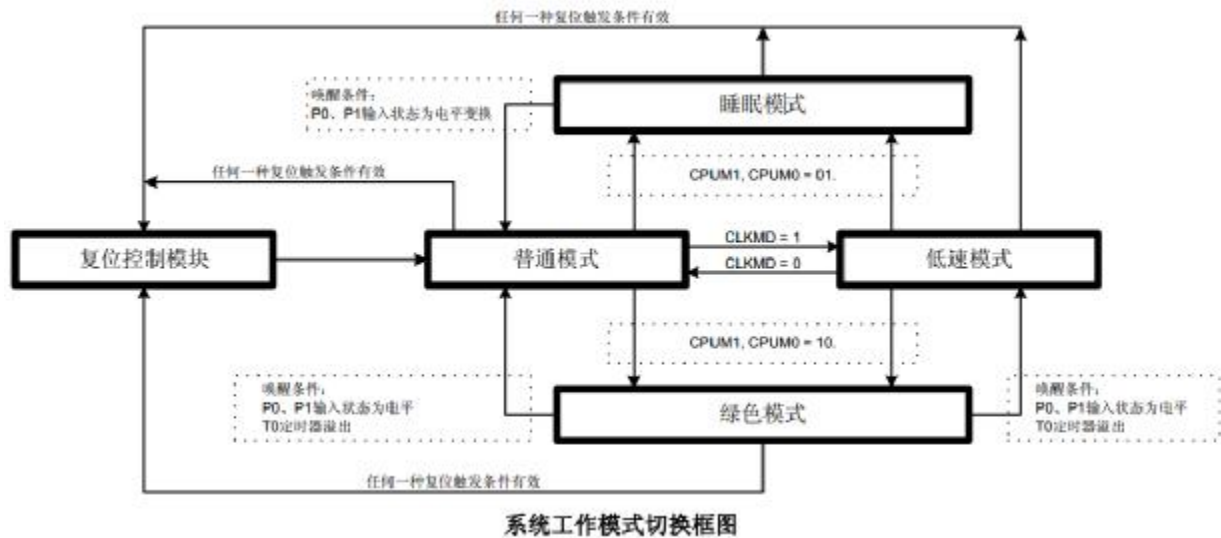 任何一种复位触发条件有效
唤醒条件：
P0、P1输入状态为电平变换
睡眠模式
任何一种复位触发条件有效
CPUM1, CPUM0 = 01.
复位控制模块
普通模式
CLKMD = 1
CLKMD = 0
低速模式
CPUM1, CPUM0 = 10.
唤醒条件：
P0、P1输入状态为电平
T0定时器溢出
绿色模式
唤醒条件：
P0、P1输入状态为电平
T0定时器溢出
任何一种复位触发条件有效
系统工作模式切换框图